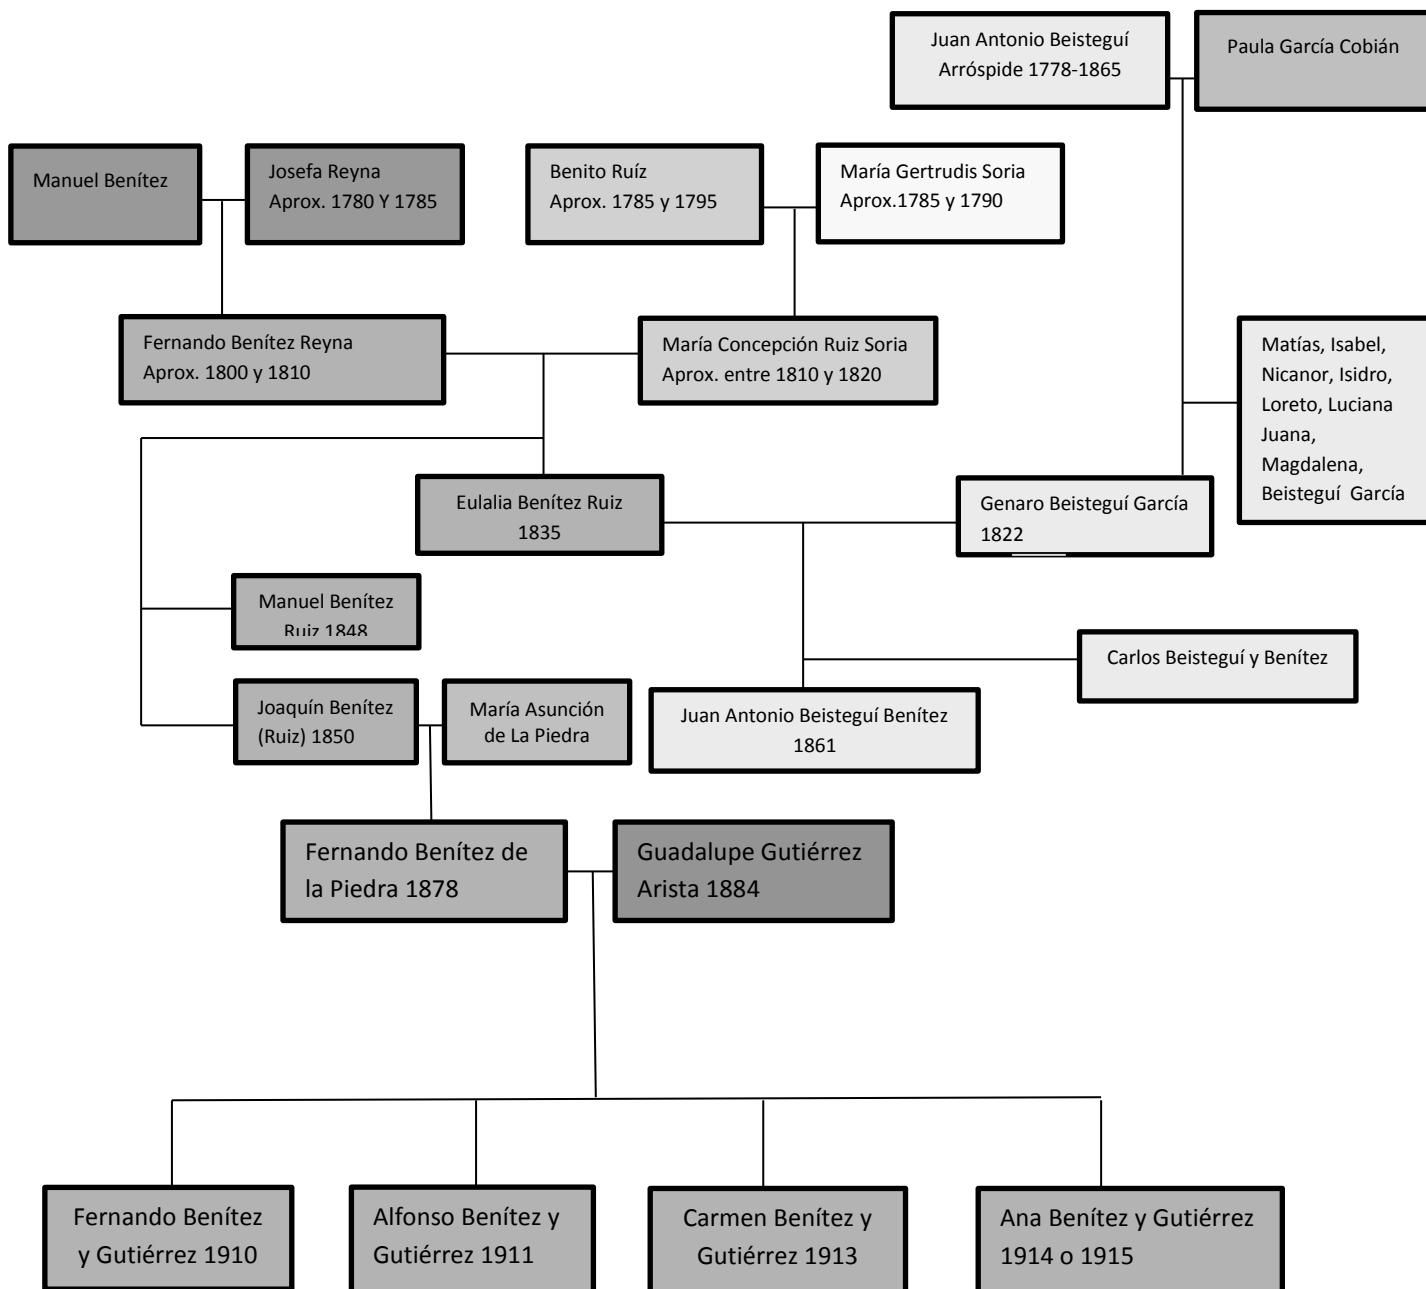 Juan Antonio Beisteguí
Arróspide 1778-1865
Paula García Cobián
Manuel Benítez
Josefa Reyna
Aprox. 1780 Y 1785
Benito Ruíz
Aprox. 1785 y 1795
María Gertrudis Soria
Aprox.1785 y 1790
Fernando Benítez Reyna
Aprox. 1800 y 1810
María Concepción Ruiz Soria
Aprox. entre 1810 y 1820
Matías, Isabel,
Nicanor, Isidro,
Loreto, Luciana
Juana,
Magdalena,
Beisteguí García
Eulalia Benítez Ruiz
1835
Genaro Beisteguí García
1822
Manuel Benítez
Ruiz 1848
Carlos Beisteguí y Benítez
Joaquín Benítez
(Ruiz) 1850
María Asunción
de La Piedra
Juan Antonio Beisteguí Benítez
1861
Fernando Benítez de
la Piedra 1878
Guadalupe Gutiérrez
Arista 1884
Fernando Benítez
y Gutiérrez 1910
Alfonso Benítez y
Gutiérrez 1911
Carmen Benítez y
Gutiérrez 1913
Ana Benítez y Gutiérrez
1914 o 1915